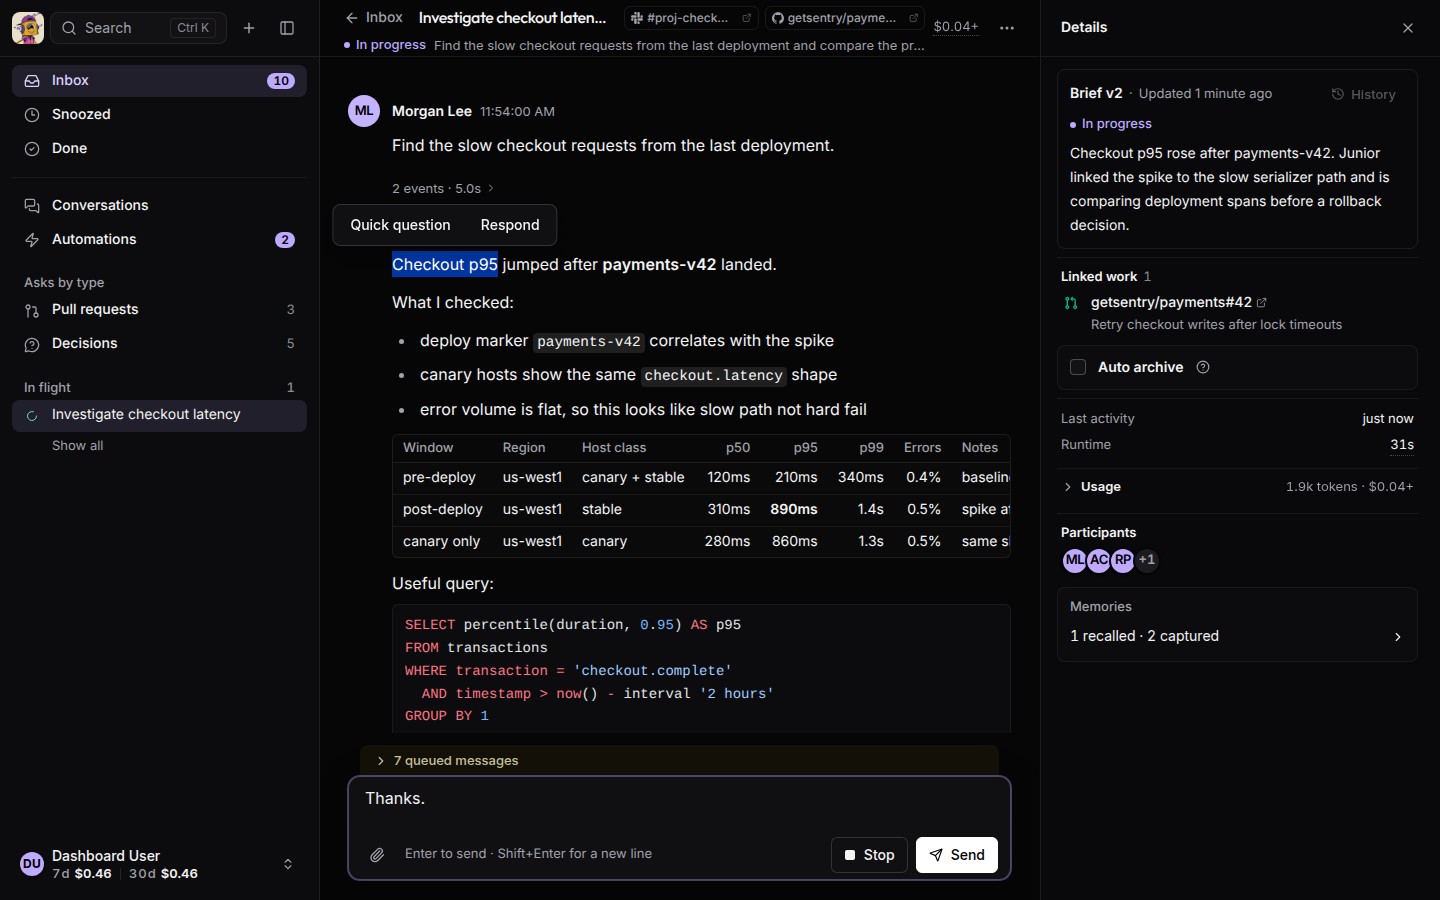 Search
Ctrl K
Inbox
10
Snoozed
Done
Conversations
Automations
2
Asks by type
Pull requests
3
Decisions
5
In flight
1
Investigate checkout latency
Show all
DU
Dashboard User
7d $0.46 30d $0.46
Inbox
Investigate checkout laten...
#proj-check...
getsentry/payme...
$0.04+
In progress
Find the slow checkout requests from the last deployment and compare the pr...
ML
Morgan Lee 11:54:00 AM
Find the slow checkout requests from the last deployment.
2 events · 5.0s
Quick question
Respond
Checkout p95 jumped after payments-v42 landed.
What I checked:
deploy marker payments-v42 correlates with the spike
canary hosts show the same checkout.latency shape
error volume is flat, so this looks like slow path not hard fail
Window Region Host class p50 p95 p99 Errors Notes
pre-deploy us-west1 canary + stable 120ms 210ms 340ms 0.4% baselin
post-deploy us-west1 stable 310ms 890ms 1.4s 0.5% spike a
canary only us-west1 canary 280ms 860ms 1.3s 0.5% same s
Useful query:
SELECT percentile(duration, 0.95) AS p95
FROM transactions
WHERE transaction = 'checkout.complete'
AND timestamp > now() - interval '2 hours'
GROUP BY 1
7 queued messages
Thanks.
Enter to send · Shift+Enter for a new line
Stop
Send
Details
Brief v2 · Updated 1 minute ago
History
In progress
Checkout p95 rose after payments-v42. Junior
linked the spike to the slow serializer path and is
comparing deployment spans before a rollback
decision.
Linked work 1
getsentry/payments#42
Retry checkout writes after lock timeouts
Auto archive
Last activity
just now
Runtime
31s
Usage
1.9k tokens · $0.04+
Participants
ML AC RP +1
Memories
1 recalled · 2 captured